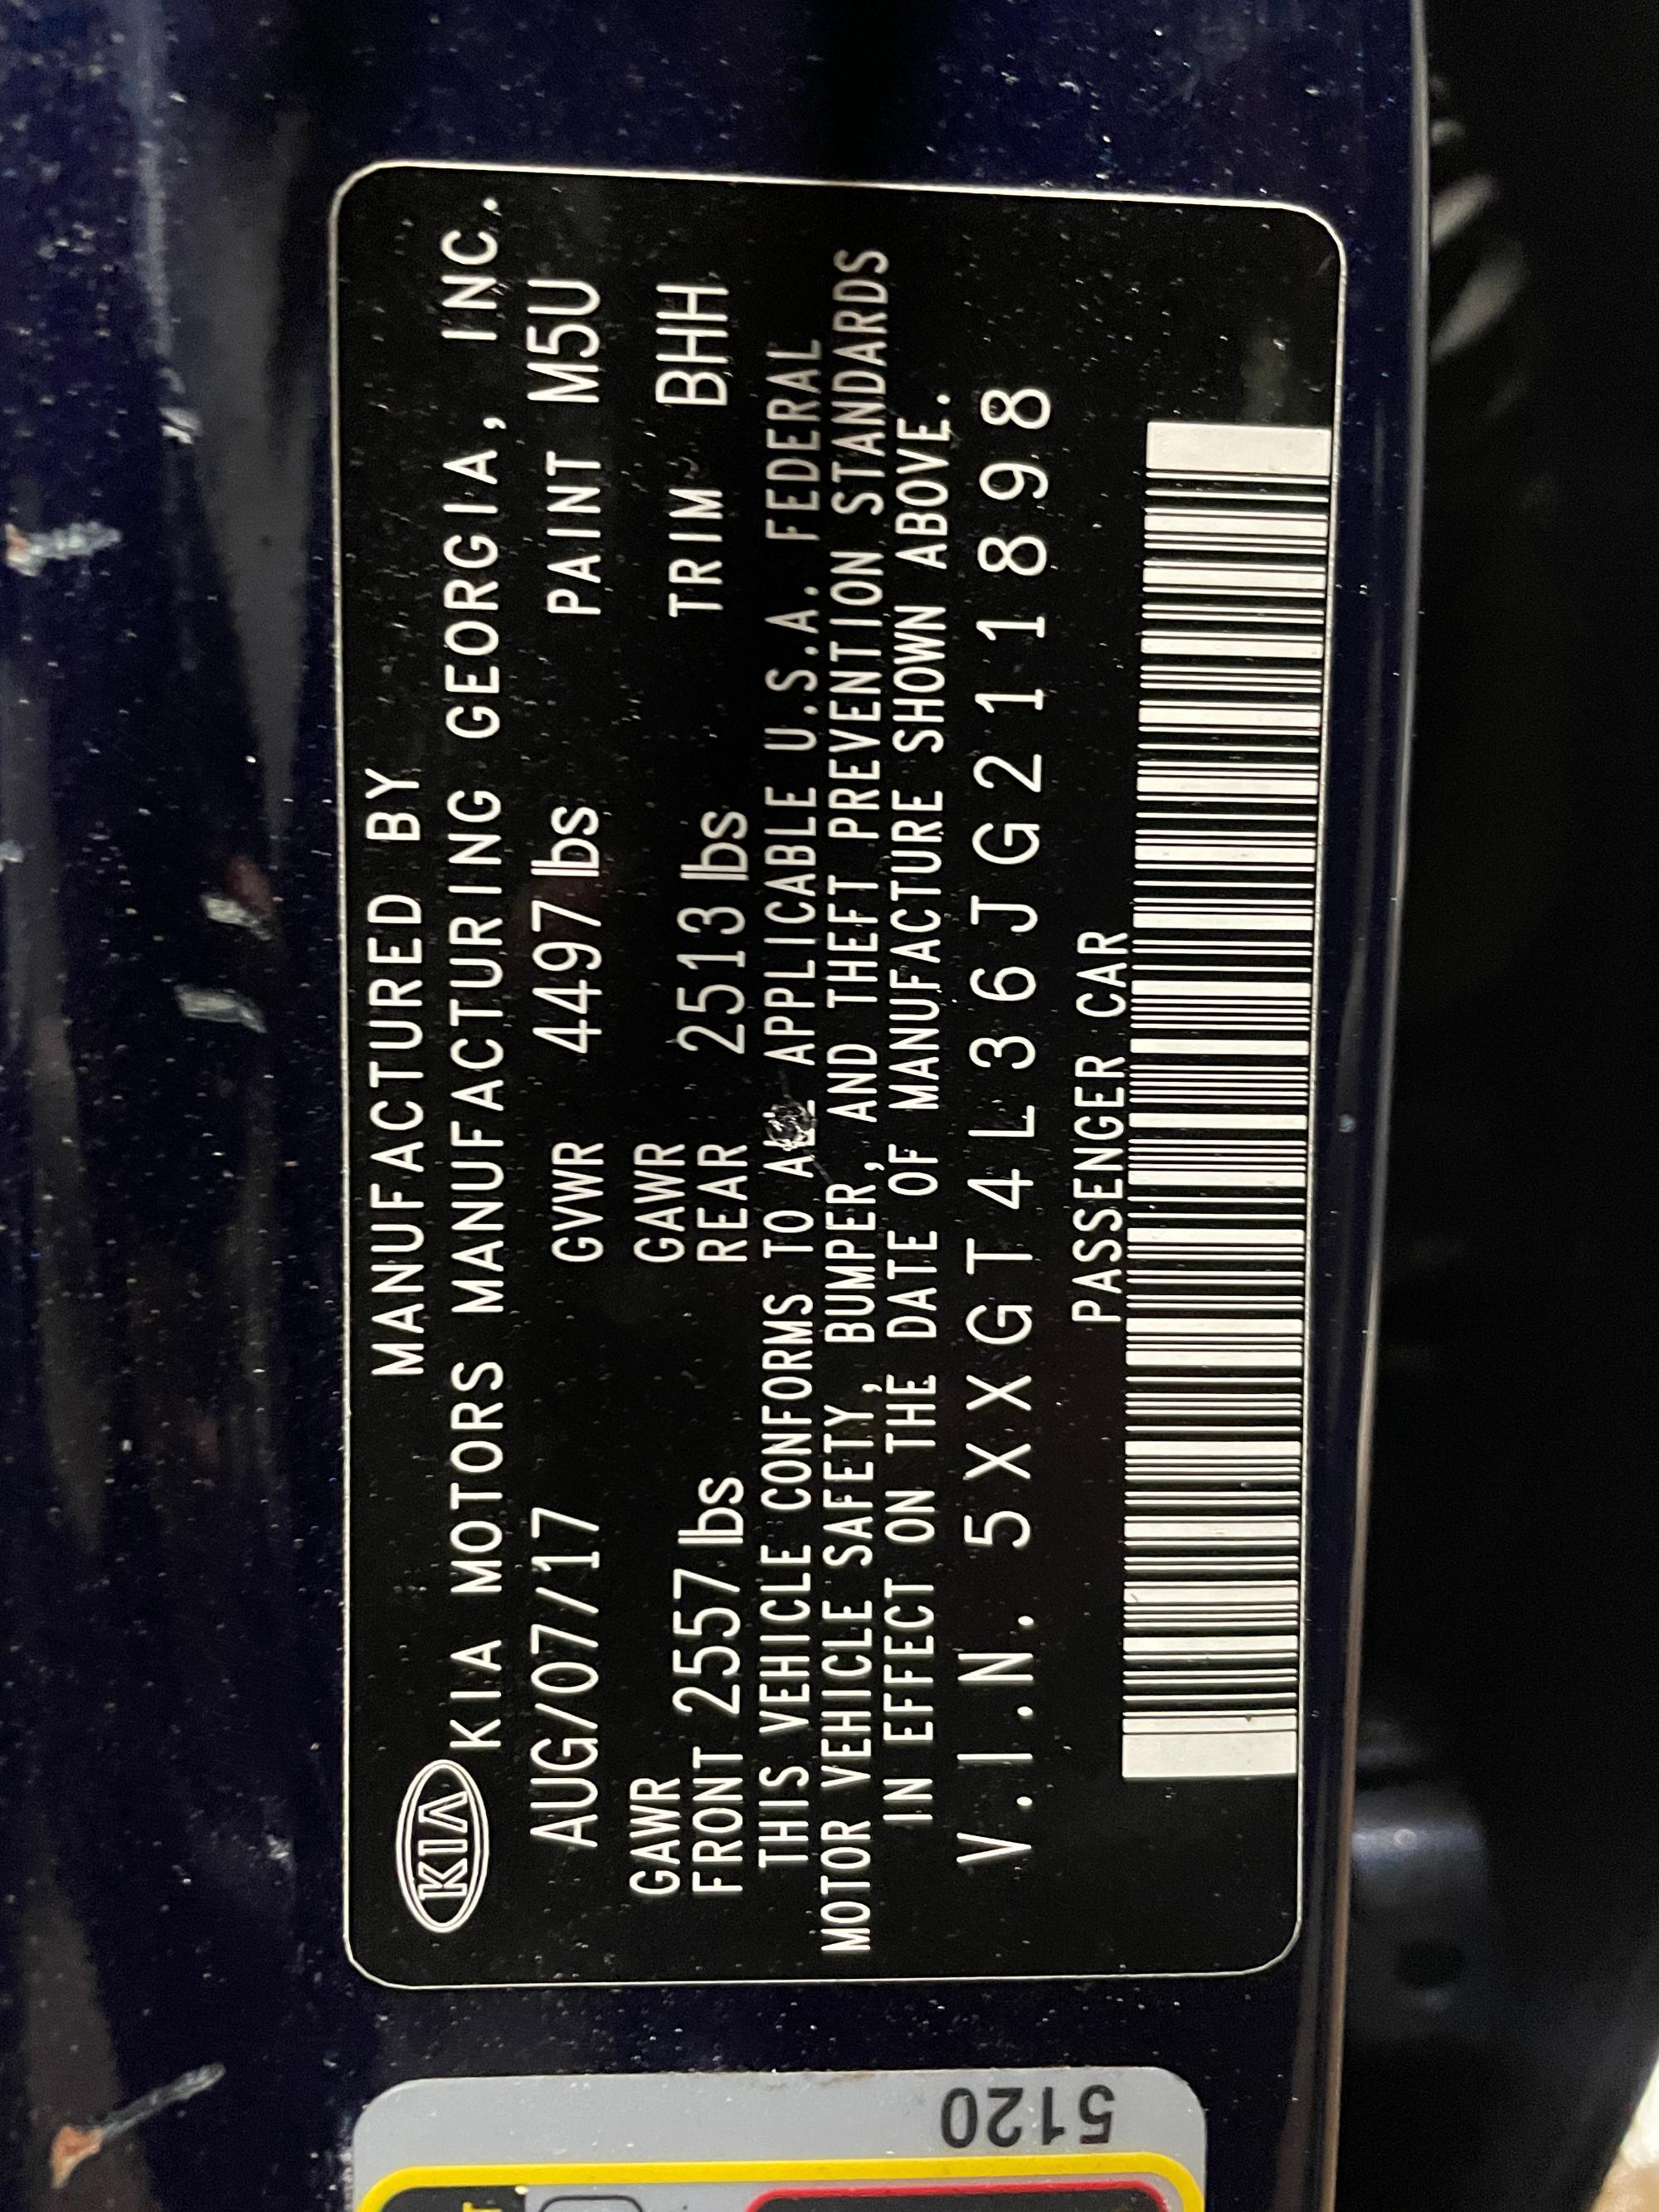 MANUFACTURED BY
KIA KIA MOTORS MANUFACTURING GEORGIA, INC.
AUG/07/17 GVWR 4497 lbs PAINT M5U
GAWR FRONT 2557 lbs GAWR REAR 2513 lbs TRIM BHH
THIS VEHICLE CONFORMS TO ALL APPLICABLE U.S.A. FEDERAL
MOTOR VEHICLE SAFETY, BUMPER, AND THEFT PREVENTION STANDARDS
IN EFFECT ON THE DATE OF MANUFACTURE SHOWN ABOVE.
V.I.N. 5XXGT4L36JG211898
PASSENGER CAR
5120